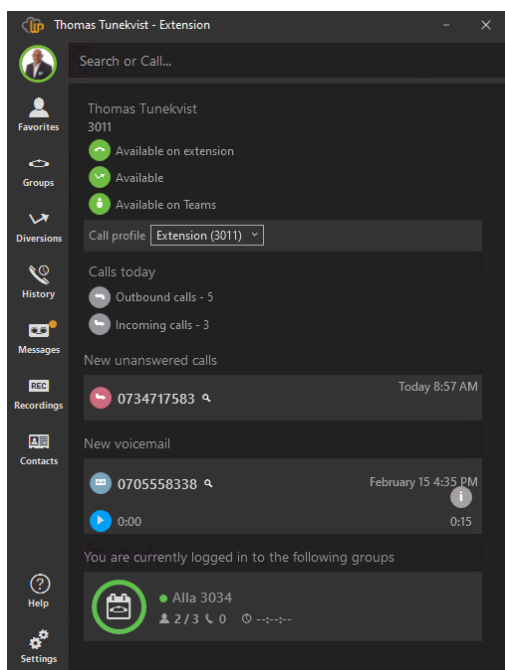 lip Thomas Tunekvist - Extension
Search or Call...
Favorites
Groups
Diversions
History
Messages
REC
Recordings
Contacts
Help
Settings
Thomas Tunekvist
3011
Available on extension
Available
Available on Teams
Call profile Extension (3011)
Calls today
Outbound calls - 5
Incoming calls - 3
New unanswered calls
0734717583 Today 8:57 AM
New voicemail
0705558338 February 15 4:35 PM
i
0:00 0:15
You are currently logged in to the following groups
Alla 3034
2 / 3 0 --:--:--